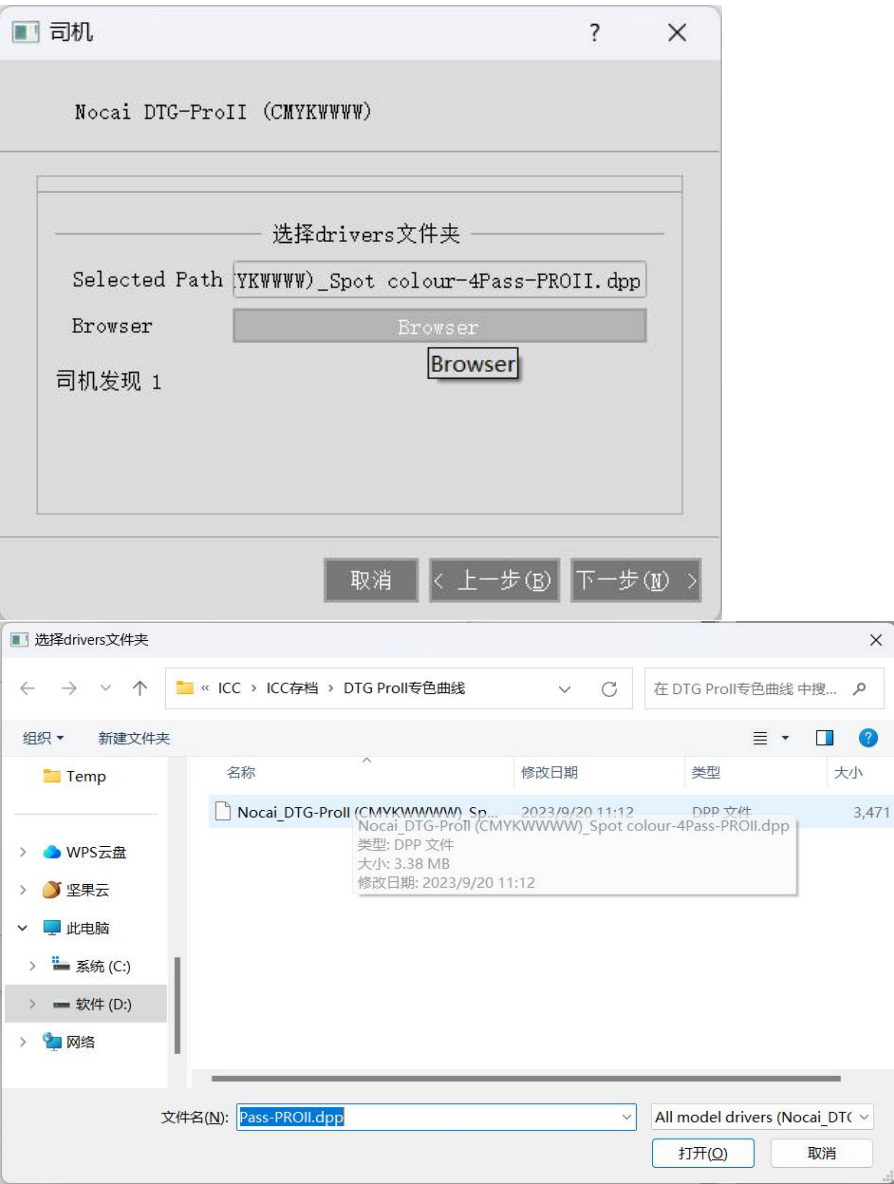 司机
?
Nocai DTG-ProII (CMYKWWWW)
选择drivers文件夹
Selected Path YKWWWW)_Spot colour-4Pass-PROII.dpp
Browser Browser
Browser
司机发现 1
取消 < 上一步(B) 下一步(N) >
选择drivers文件夹
« ICC › ICC存档 › DTG ProII专色曲线 在 DTG ProII专色曲线 中搜...
组织 新建文件夹
Temp 名称 修改日期 类型 大小
Nocai_DTG-ProII (CMYKWWWW)_Sp... 2023/9/20 11:12 DPP 文件 3,471
Nocai_DTG-ProII (CMYKWWWW)_Spot colour-4Pass-PROII.dpp
类型: DPP 文件
大小: 3.38 MB
修改日期: 2023/9/20 11:12
WPS云盘
坚果云
此电脑
系统 (C:)
软件 (D:)
网络
文件名(N): Pass-PROII.dpp All model drivers (Nocai_DT(
打开(O) 取消